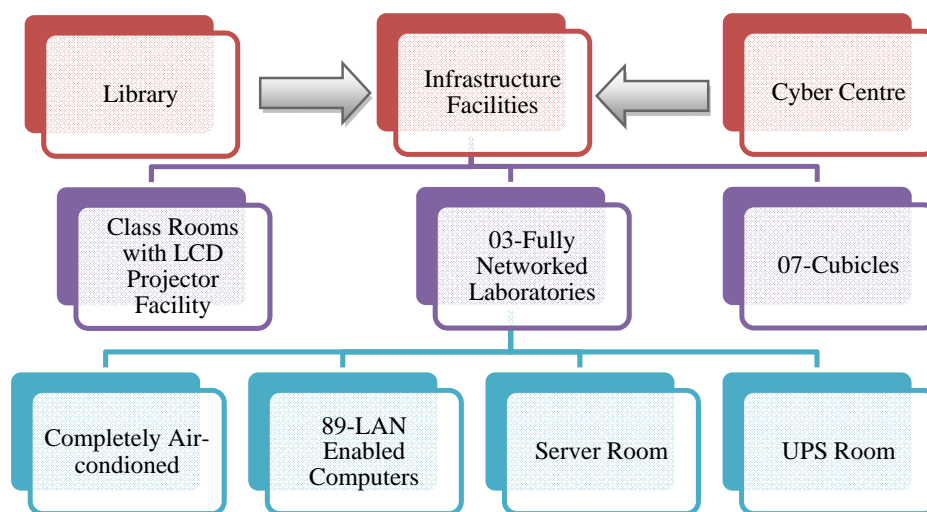 Library
Infrastructure
Facilities
Cyber Centre
Class Rooms
with LCD
Projector
Facility
03-Fully
Networked
Laboratories
07-Cubicles
Completely Air-
condioned
89-LAN
Enabled
Computers
Server Room
UPS Room